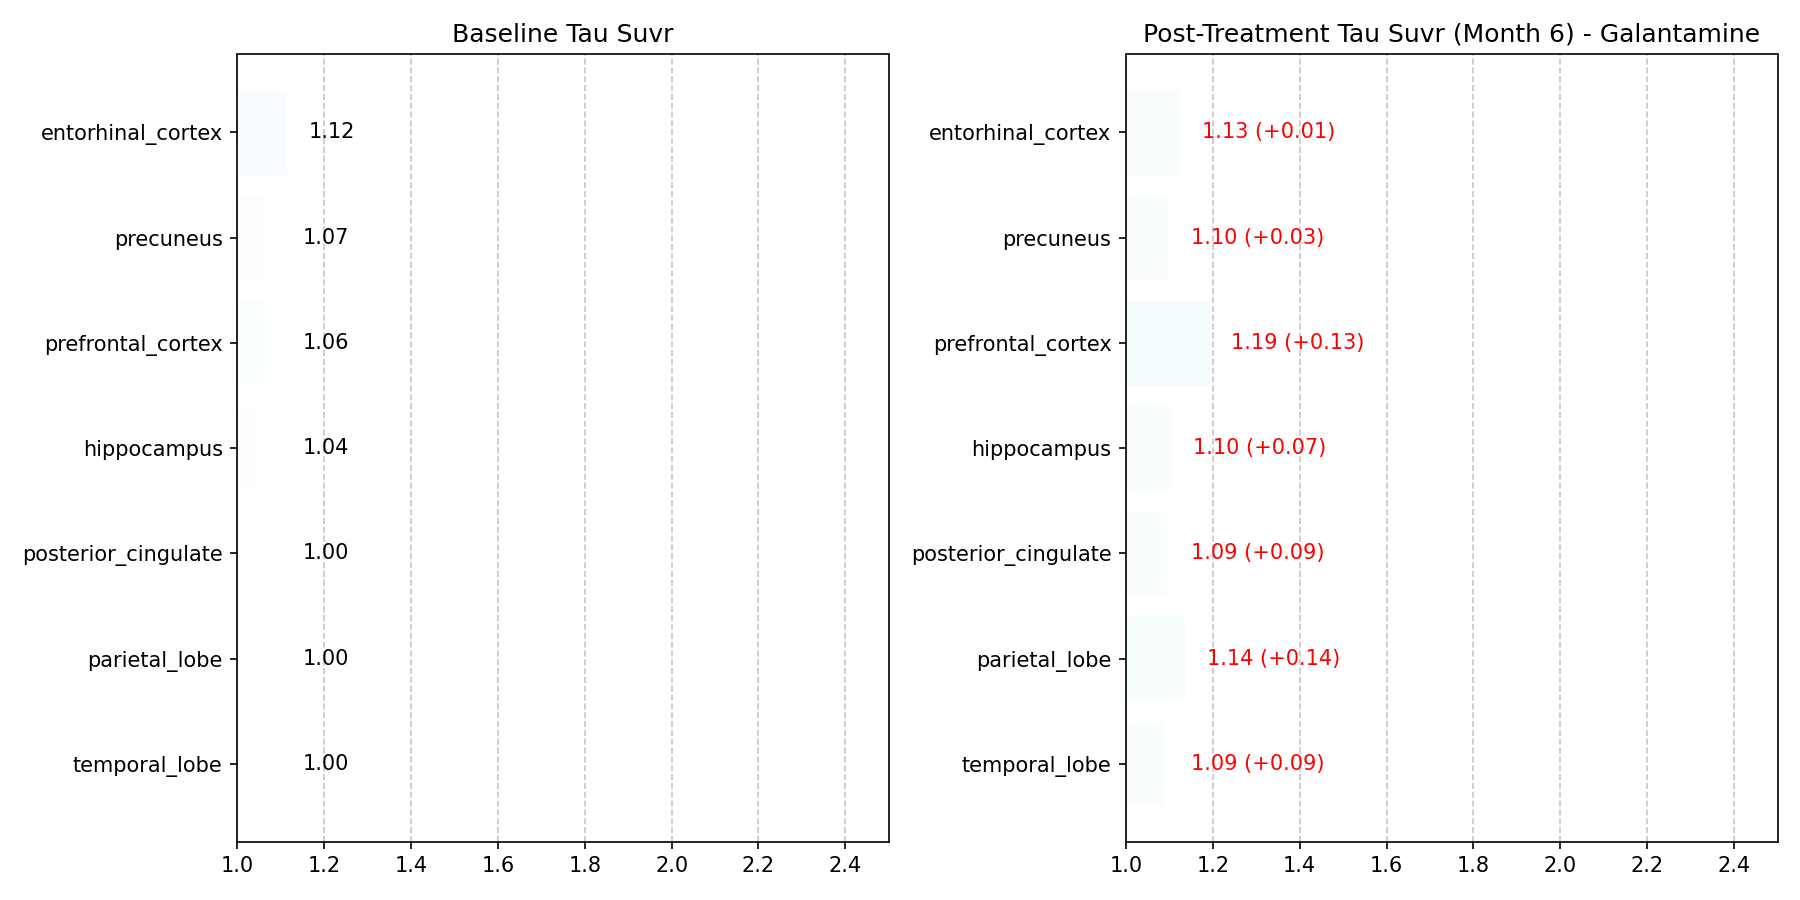 Baseline Tau Suvr
entorhinal_cortex 1.12
precuneus 1.07
prefrontal_cortex 1.06
hippocampus 1.04
posterior_cingulate 1.00
parietal_lobe 1.00
temporal_lobe 1.00
1.0 1.2 1.4 1.6 1.8 2.0 2.2 2.4
Post-Treatment Tau Suvr (Month 6) - Galantamine
entorhinal_cortex 1.13 (+0.01)
precuneus 1.10 (+0.03)
prefrontal_cortex 1.19 (+0.13)
hippocampus 1.10 (+0.07)
posterior_cingulate 1.09 (+0.09)
parietal_lobe 1.14 (+0.14)
temporal_lobe 1.09 (+0.09)
1.0 1.2 1.4 1.6 1.8 2.0 2.2 2.4